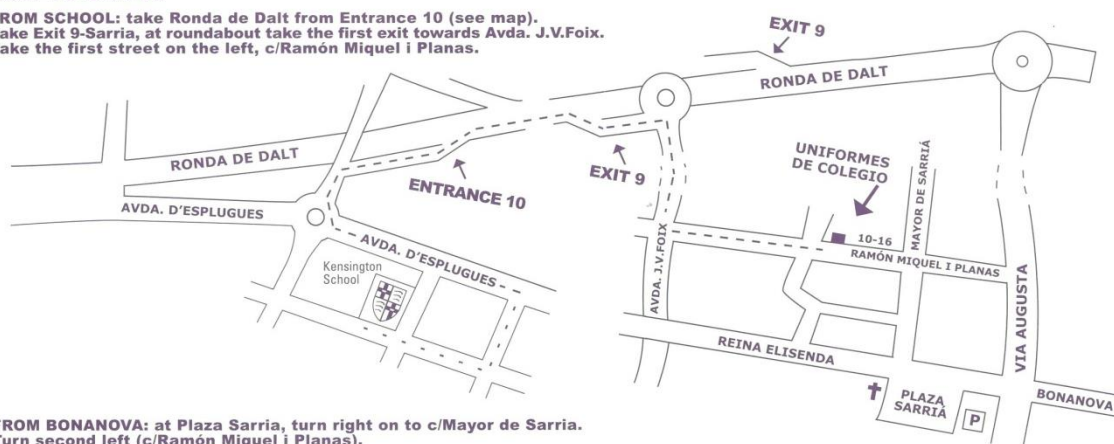 ROM SCHOOL: take Ronda de Dalt from Entrance 10 (see map).
ake Exit 9-Sarria, at roundabout take the first exit towards Avda. J.V.Foix.
ake the first street on the left, c/Ramón Miquel i Planas.
EXIT 9
RONDA DE DALT
RONDA DE DALT
ENTRANCE 10
EXIT 9
UNIFORMES
DE COLEGIO
MAYOR DE SARRIÁ
AVDA. D'ESPLUGUES
AVDA. D'ESPLUGUES
10-16
RAMÓN MIQUEL I PLANAS
Kensington
School
AVDA. J.V.FOIX
VIA AUGUSTA
REINA ELISENDA
PLAZA
SARRIÁ
P
BONANOVA
ROM BONANOVA: at Plaza Sarria, turn right on to c/Mayor de Sarria.
Turn second left (c/Ramón Miquel i Planas).